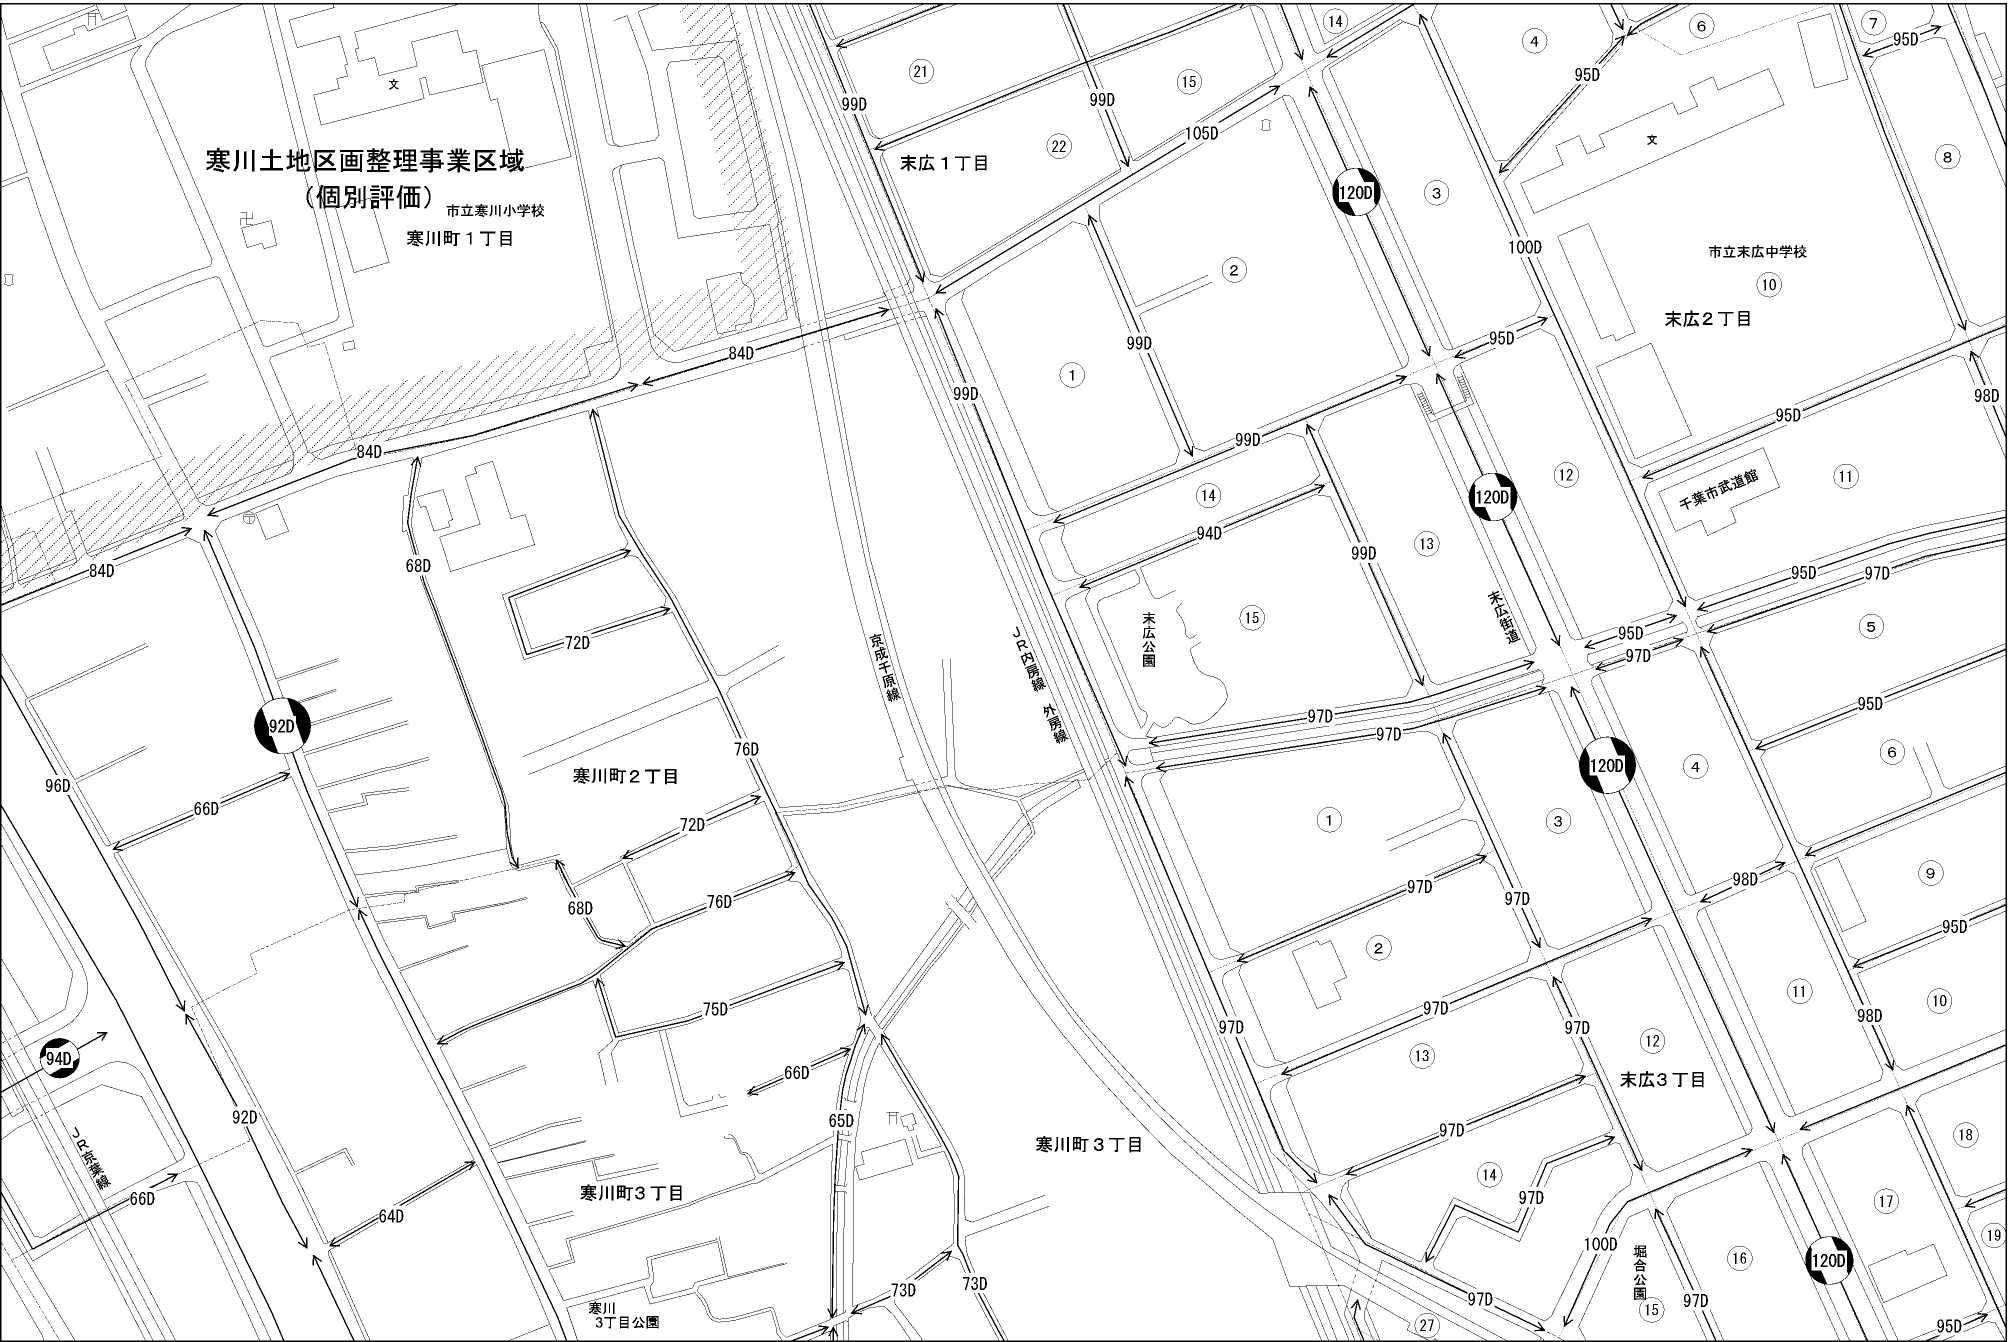 14
4
6
7
95D
21
15
95D
99D
99D
文
105D
文
22
末広１丁目
8
寒川土地区画整理事業区域
（個別評価）
市立寒川小学校
寒川町１丁目
120D
3
100D
市立末広中学校
10
末広２丁目
2
95D
84D
99D
1
99D
98D
95D
84D
99D
12
千葉市武道館
11
14
120D
94D
13
99D
68D
84D
95D
97D
72D
末広公園
15
末広街道
5
95D
97D
京成千原線
JR内房線　外房線
92D
97D
97D
95D
76D
寒川町２丁目
96D
66D
120D
4
6
1
3
72D
98D
9
68D
76D
97D
97D
95D
2
11
10
75D
97D
97D
97D
98D
94D
13
12
末広３丁目
66D
92D
65D
97D
寒川町３丁目
18
JR京葉線
66D
寒川町３丁目
64D
14
97D
17
19
100D
堀合公園
16
120D
73D
73D
97D
15
97D
寒川
3丁目公園
27
95D